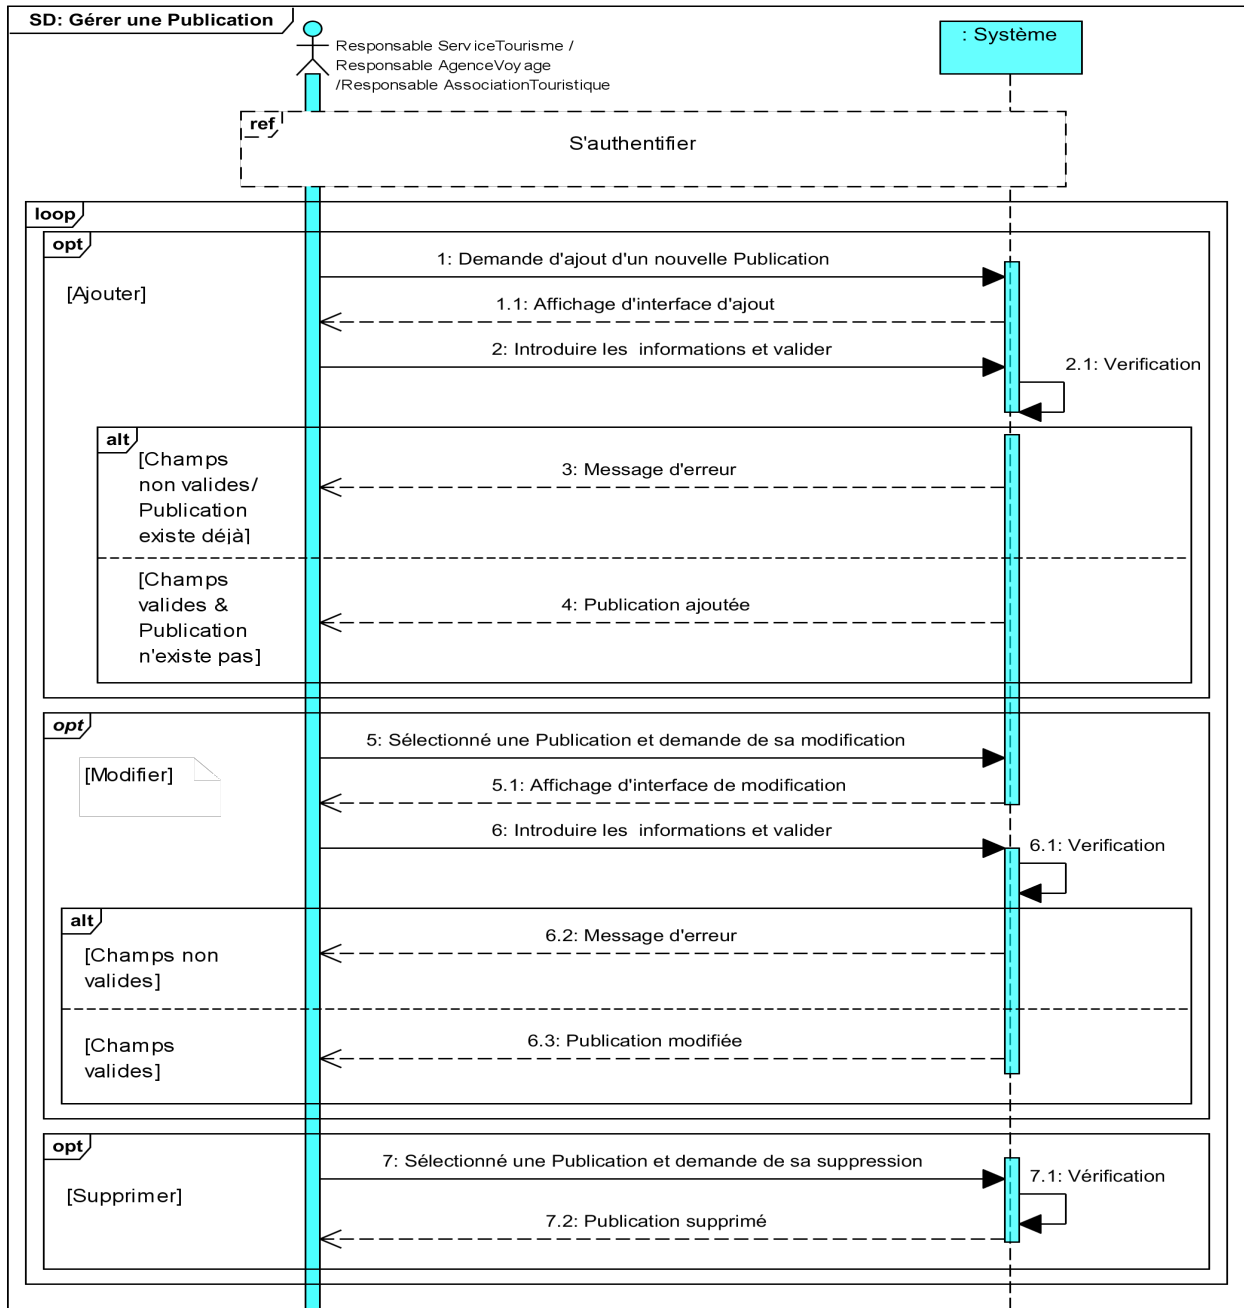 SD: Gérer une Publication
Responsable ServiceTourisme /
Responsable AgenceVoyage
/Responsable AssociationTouristique
: Système
ref
S'authentifier
loop
opt
[Ajouter]
1: Demande d'ajout d'un nouvelle Publication
1.1: Affichage d'interface d'ajout
2: Introduire les informations et valider
2.1: Verification
alt
[Champs
non valides/
Publication
existe déjà]
3: Message d'erreur
[Champs
valides &
Publication
n'existe pas]
4: Publication ajoutée
opt
[Modifier]
5: Sélectionné une Publication et demande de sa modification
5.1: Affichage d'interface de modification
6: Introduire les informations et valider
6.1: Verification
alt
[Champs non
valides]
6.2: Message d'erreur
[Champs
valides]
6.3: Publication modifiée
opt
[Supprimer]
7: Sélectionné une Publication et demande de sa suppression
7.1: Vérification
7.2: Publication supprimé